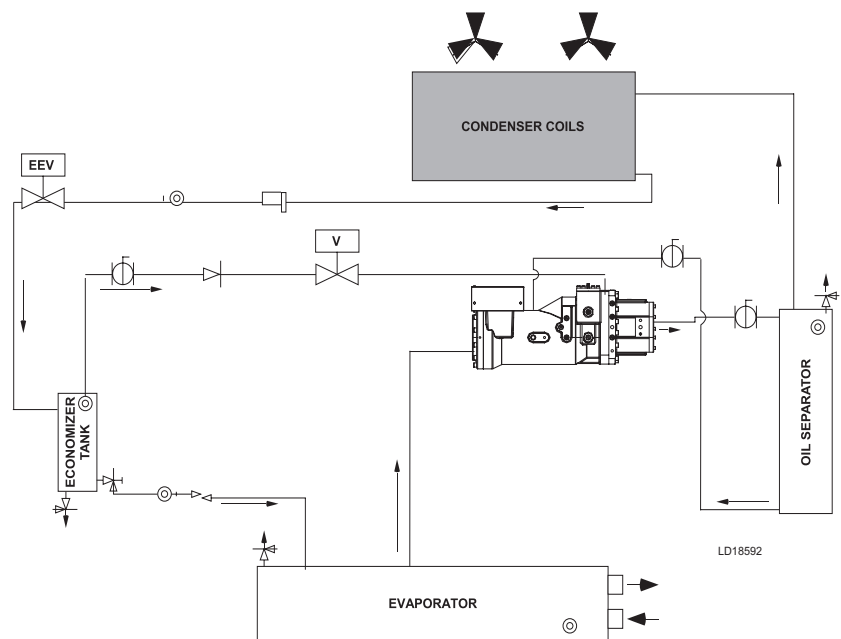 CONDENSER COILS
EEV
V
ECONOMIZER
TANK
OIL SEPARATOR
LD18592
EVAPORATOR